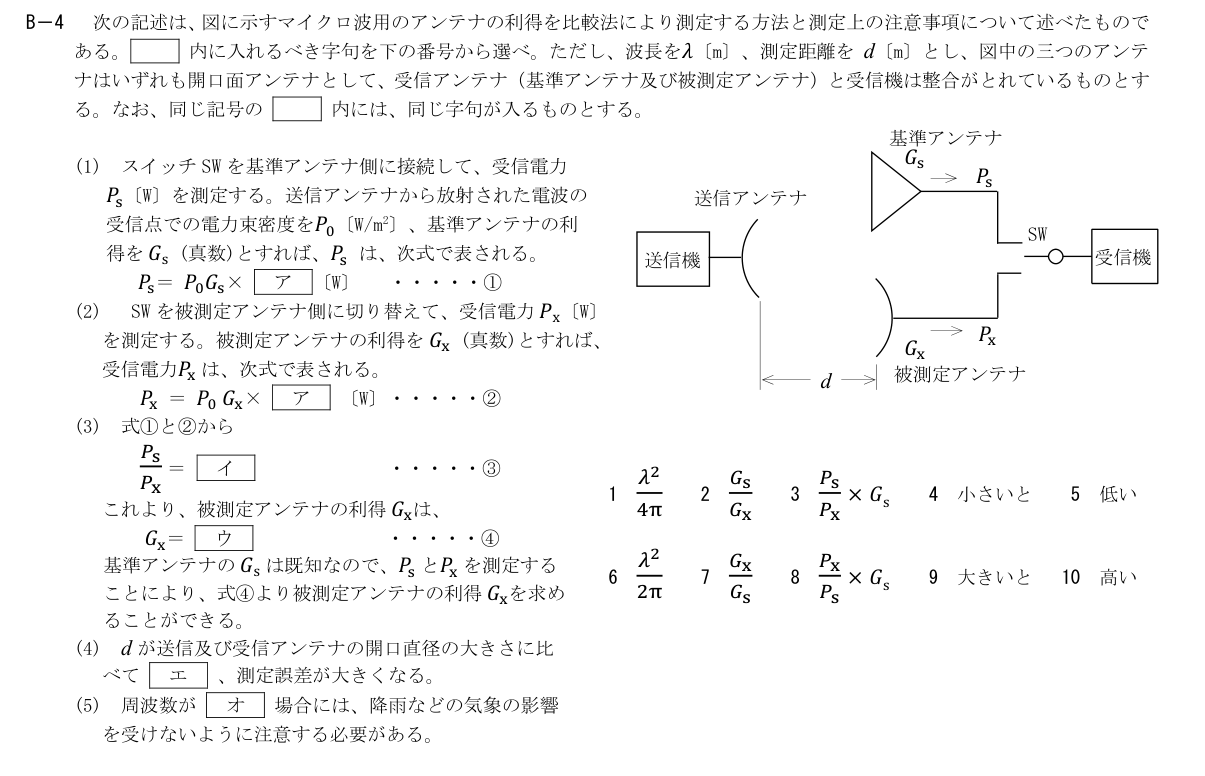 B－4　次の記述は、図に示すマイクロ波用のアンテナの利得を比較法により測定する方法と測定上の注意事項について述べたもので
ある。□内に入れるべき字句を下の番号から選べ。ただし、波長をλ〔m〕、測定距離を d〔m〕とし、図中の三つのアンテ
ナはいずれも開口面アンテナとして、受信アンテナ（基準アンテナ及び被測定アンテナ）と受信機は整合がとれているものとす
る。なお、同じ記号の□内には、同じ字句が入るものとする。
(1)　スイッチ SW を基準アンテナ側に接続して、受信電力
Ps〔W〕を測定する。送信アンテナから放射された電波の
受信点での電力束密度をP0〔W/m²〕、基準アンテナの利
得を Gs（真数）とすれば、Ps は、次式で表される。
Ps= P0Gs× ア〔W〕　・・・・・①
(2)　SW を被測定アンテナ側に切り替えて、受信電力 Px〔W〕
を測定する。被測定アンテナの利得を Gx（真数）とすれば、
受信電力Px は、次式で表される。
Px = P0 Gx× ア 〔W〕・・・・・②
(3)　式①と②から
Ps/Px = イ　・・・・・③
これより、被測定アンテナの利得 Gxは、
Gx= ウ　・・・・・④
基準アンテナの Gs は既知なので、Ps とPx を測定する
ことにより、式④より被測定アンテナの利得 Gxを求め
ることができる。
(4)　d が送信及び受信アンテナの開口直径の大きさに比
べて エ 、測定誤差が大きくなる。
(5)　周波数が オ 場合には、降雨などの気象の影響
を受けないように注意する必要がある。
基準アンテナ
Gs → Ps
送信アンテナ
送信機
SW
受信機
Gx → Px
被測定アンテナ
d
1　λ²/4π　2　Gs/Gx　3　Ps/Px × Gs　4　小さいと　5　低い
6　λ²/2π　7　Gx/Gs　8　Px/Ps × Gs　9　大きいと　10　高い